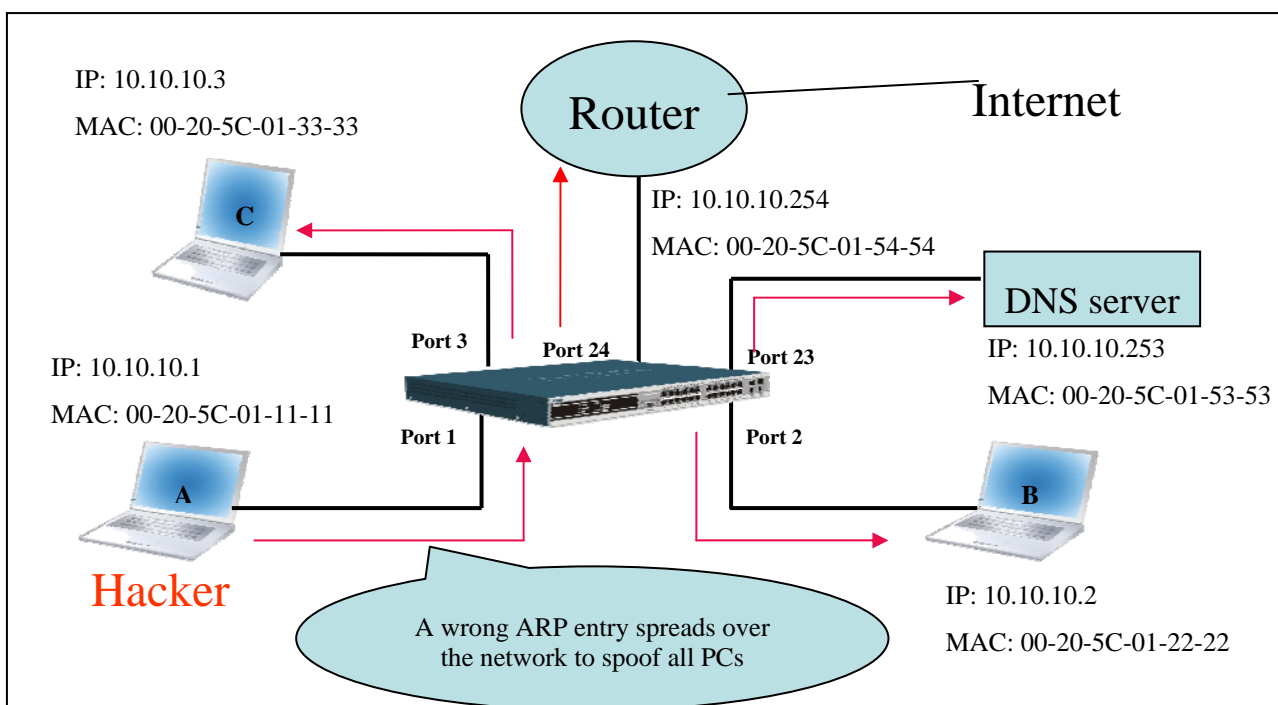 IP: 10.10.10.3
MAC: 00-20-5C-01-33-33
Router
Internet
C
IP: 10.10.10.254
MAC: 00-20-5C-01-54-54
DNS server
Port 3
Port 24
Port 23
IP: 10.10.10.253
MAC: 00-20-5C-01-53-53
IP: 10.10.10.1
MAC: 00-20-5C-01-11-11
Port 1
Port 2
A
B
Hacker
A wrong ARP entry spreads over
the network to spoof all PCs
IP: 10.10.10.2
MAC: 00-20-5C-01-22-22